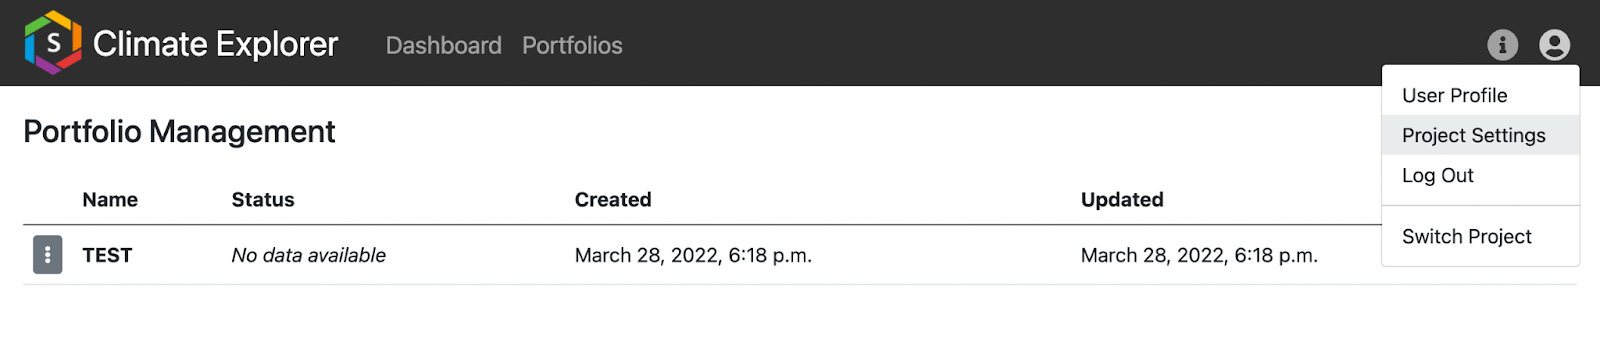 S Climate Explorer Dashboard Portfolios
User Profile
Project Settings
Log Out
Switch Project
Portfolio Management
Name Status Created Updated
TEST No data available March 28, 2022, 6:18 p.m. March 28, 2022, 6:18 p.m.